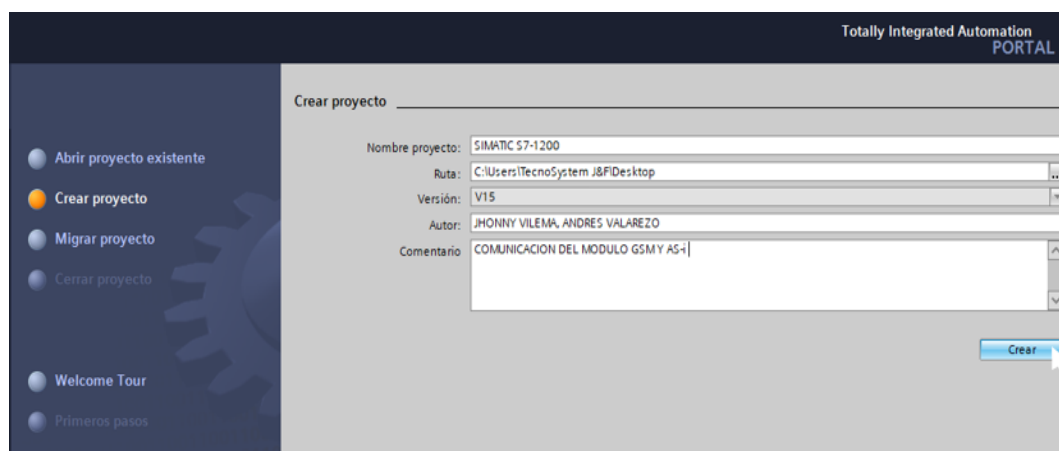 Totally Integrated Automation
PORTAL
Abrir proyecto existente
Crear proyecto
Migrar proyecto
Cerrar proyecto
Welcome Tour
Primeros pasos
Crear proyecto
Nombre proyecto: SIMATIC S7-1200
Ruta: C:\Users\TecnoSystem J&F\Desktop
...
Versión: V15
Autor: JHONNY VILEMA, ANDRES VALAREZO
Comentario COMUNICACION DEL MODULO GSM Y AS-i
Crear